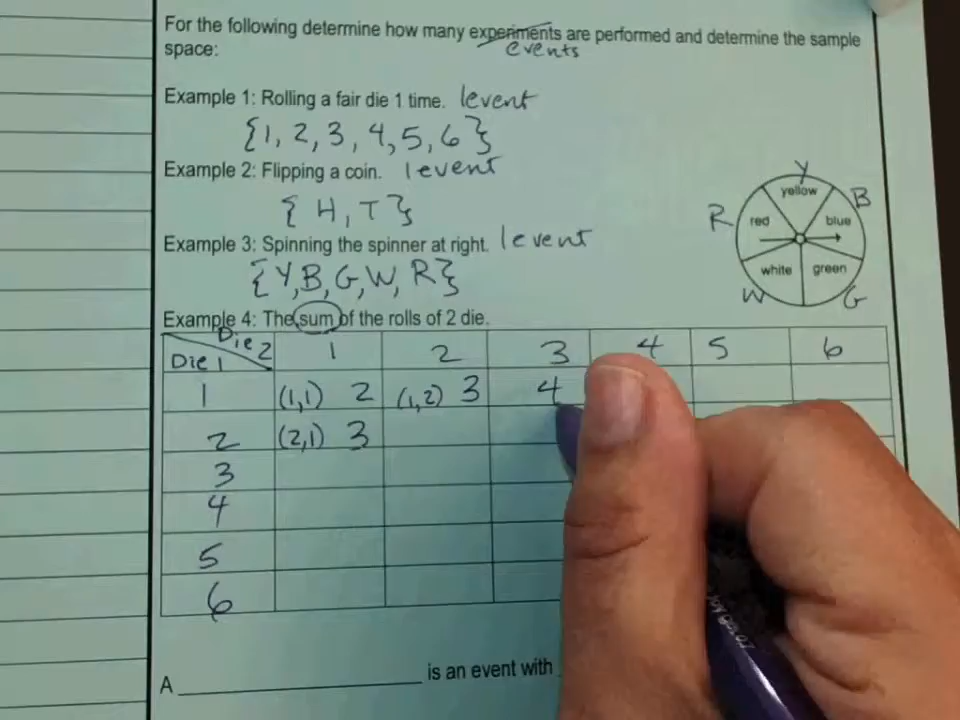 For the following determine how many experiments are performed and determine the sample
events
space:
Example 1: Rolling a fair die 1 time. 1event
{1, 2, 3, 4, 5, 6}
Example 2: Flipping a coin. 1event
{H, T}
Example 3: Spinning the spinner at right. 1event
{Y, B, G, W, R}
Y
yellow
B
blue
R
red
white
green
W
G
Example 4: The sum of the rolls of 2 die.
Die 2
Die 1
1 2 3 4 5 6
1 (1,1) 2 (1,2) 3 4
2 (2,1) 3
3
4
5
6
A ____________ is an event with